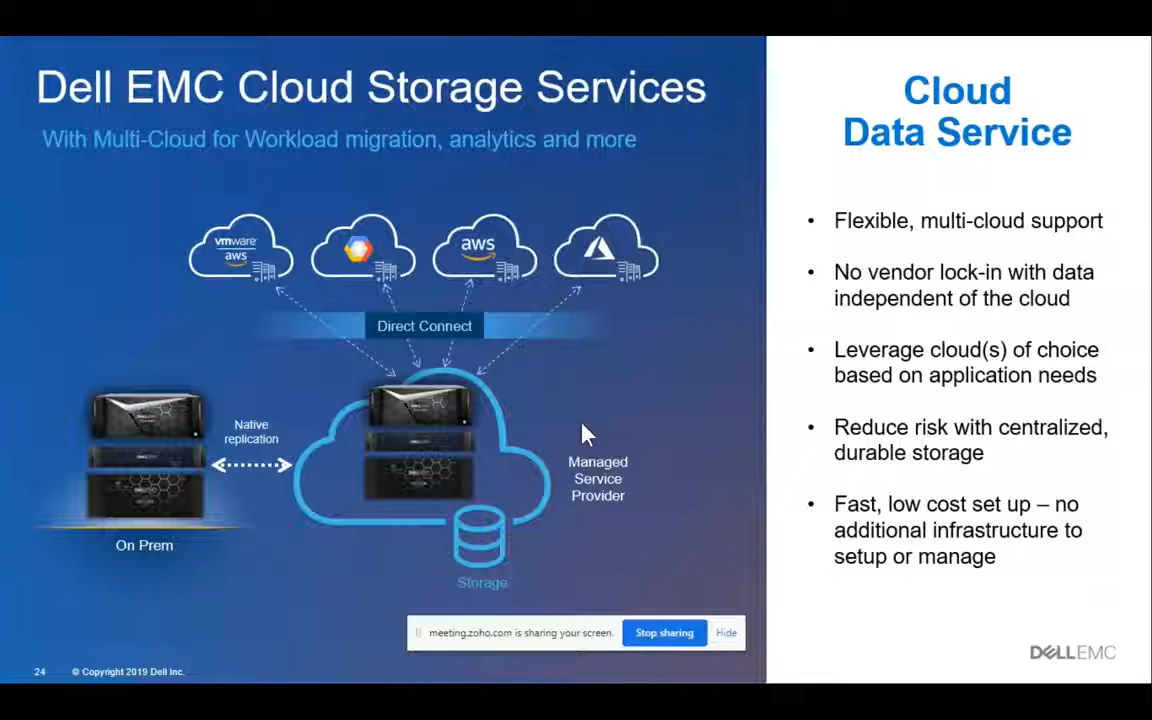 Dell EMC Cloud Storage Services
With Multi-Cloud for Workload migration, analytics and more
vmware
aws
aws
Direct Connect
Native
replication
Managed
Service
Provider
On Prem
Storage
Cloud
Data Service
• Flexible, multi-cloud support
• No vendor lock-in with data
independent of the cloud
• Leverage cloud(s) of choice
based on application needs
• Reduce risk with centralized,
durable storage
• Fast, low cost set up – no
additional infrastructure to
setup or manage
meeting.zoho.com is sharing your screen.
Stop sharing
Hide
24
© Copyright 2019 Dell Inc.
DELLEMC